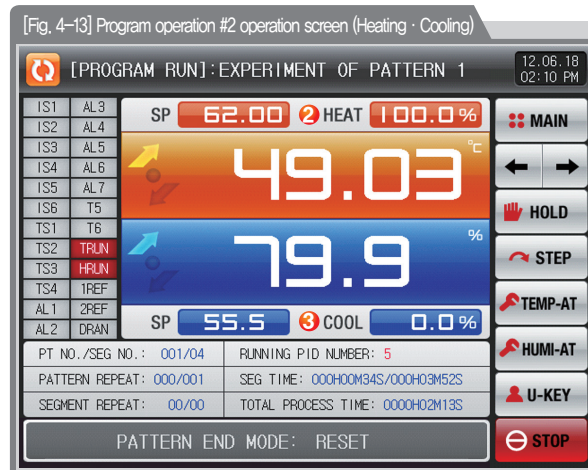 [Fig. 4-13] Program operation #2 operation screen (Heating · Cooling)
[PROGRAM RUN]:EXPERIMENT OF PATTERN 1
12.06.18
02:10 PM
IS1 AL3
IS2 AL4
IS3 AL5
IS4 AL6
IS5 AL7
IS6 T5
TS1 T6
TS2 TRUN
TS3 HRUN
TS4 1REF
AL1 2REF
AL2 DRAN
SP 62.00 2 HEAT 100.0 %
49.03 °C
79.9 %
SP 55.5 3 COOL 0.0 %
MAIN
HOLD
STEP
TEMP-AT
HUMI-AT
U-KEY
STOP
PT NO./SEG NO.: 001/04 RUNNING PID NUMBER: 5
PATTERN REPEAT: 000/001 SEG TIME: 000H00M34S/000H03M52S
SEGMENT REPEAT: 00/00 TOTAL PROCESS TIME: 0000H02M13S
PATTERN END MODE: RESET